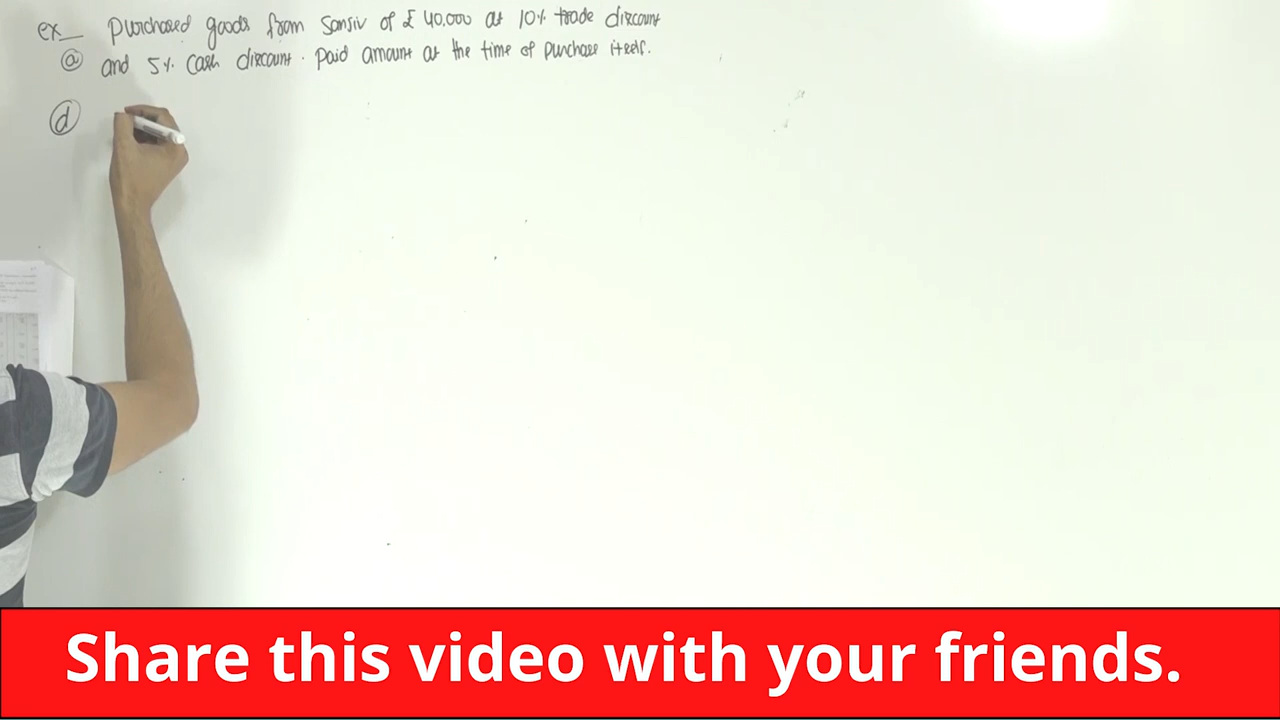 ex_ purchased goods from Sansiv of ₹ 40,000 at 10% trade discount
(a) and 5% cash discount. Paid amount at the time of purchase itself.
(d)
Share this video with your friends.